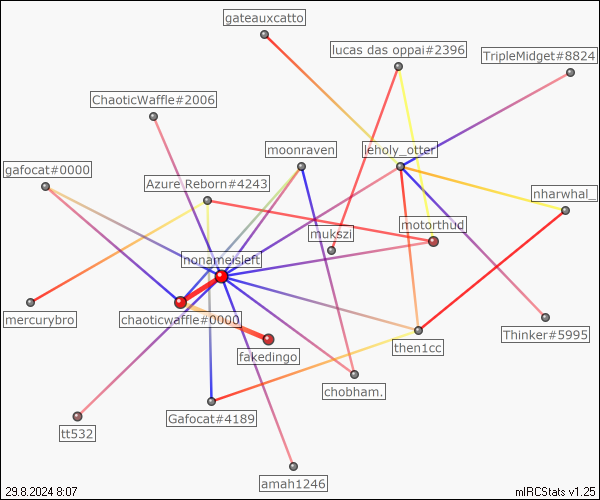 gateauxcatto
lucas das oppai#2396
TripleMidget#8824
ChaoticWaffle#2006
moonraven
leholy_otter
gafocat#0000
Azure Reborn#4243
nharwhal_
motorthud
mukszi
nonameisleft
mercurybro
chaoticwaffle#0000
Thinker#5995
then1cc
fakedingo
chobham.
Gafocat#4189
tt532
amah1246
29.8.2024 8:07
mIRCStats v1.25